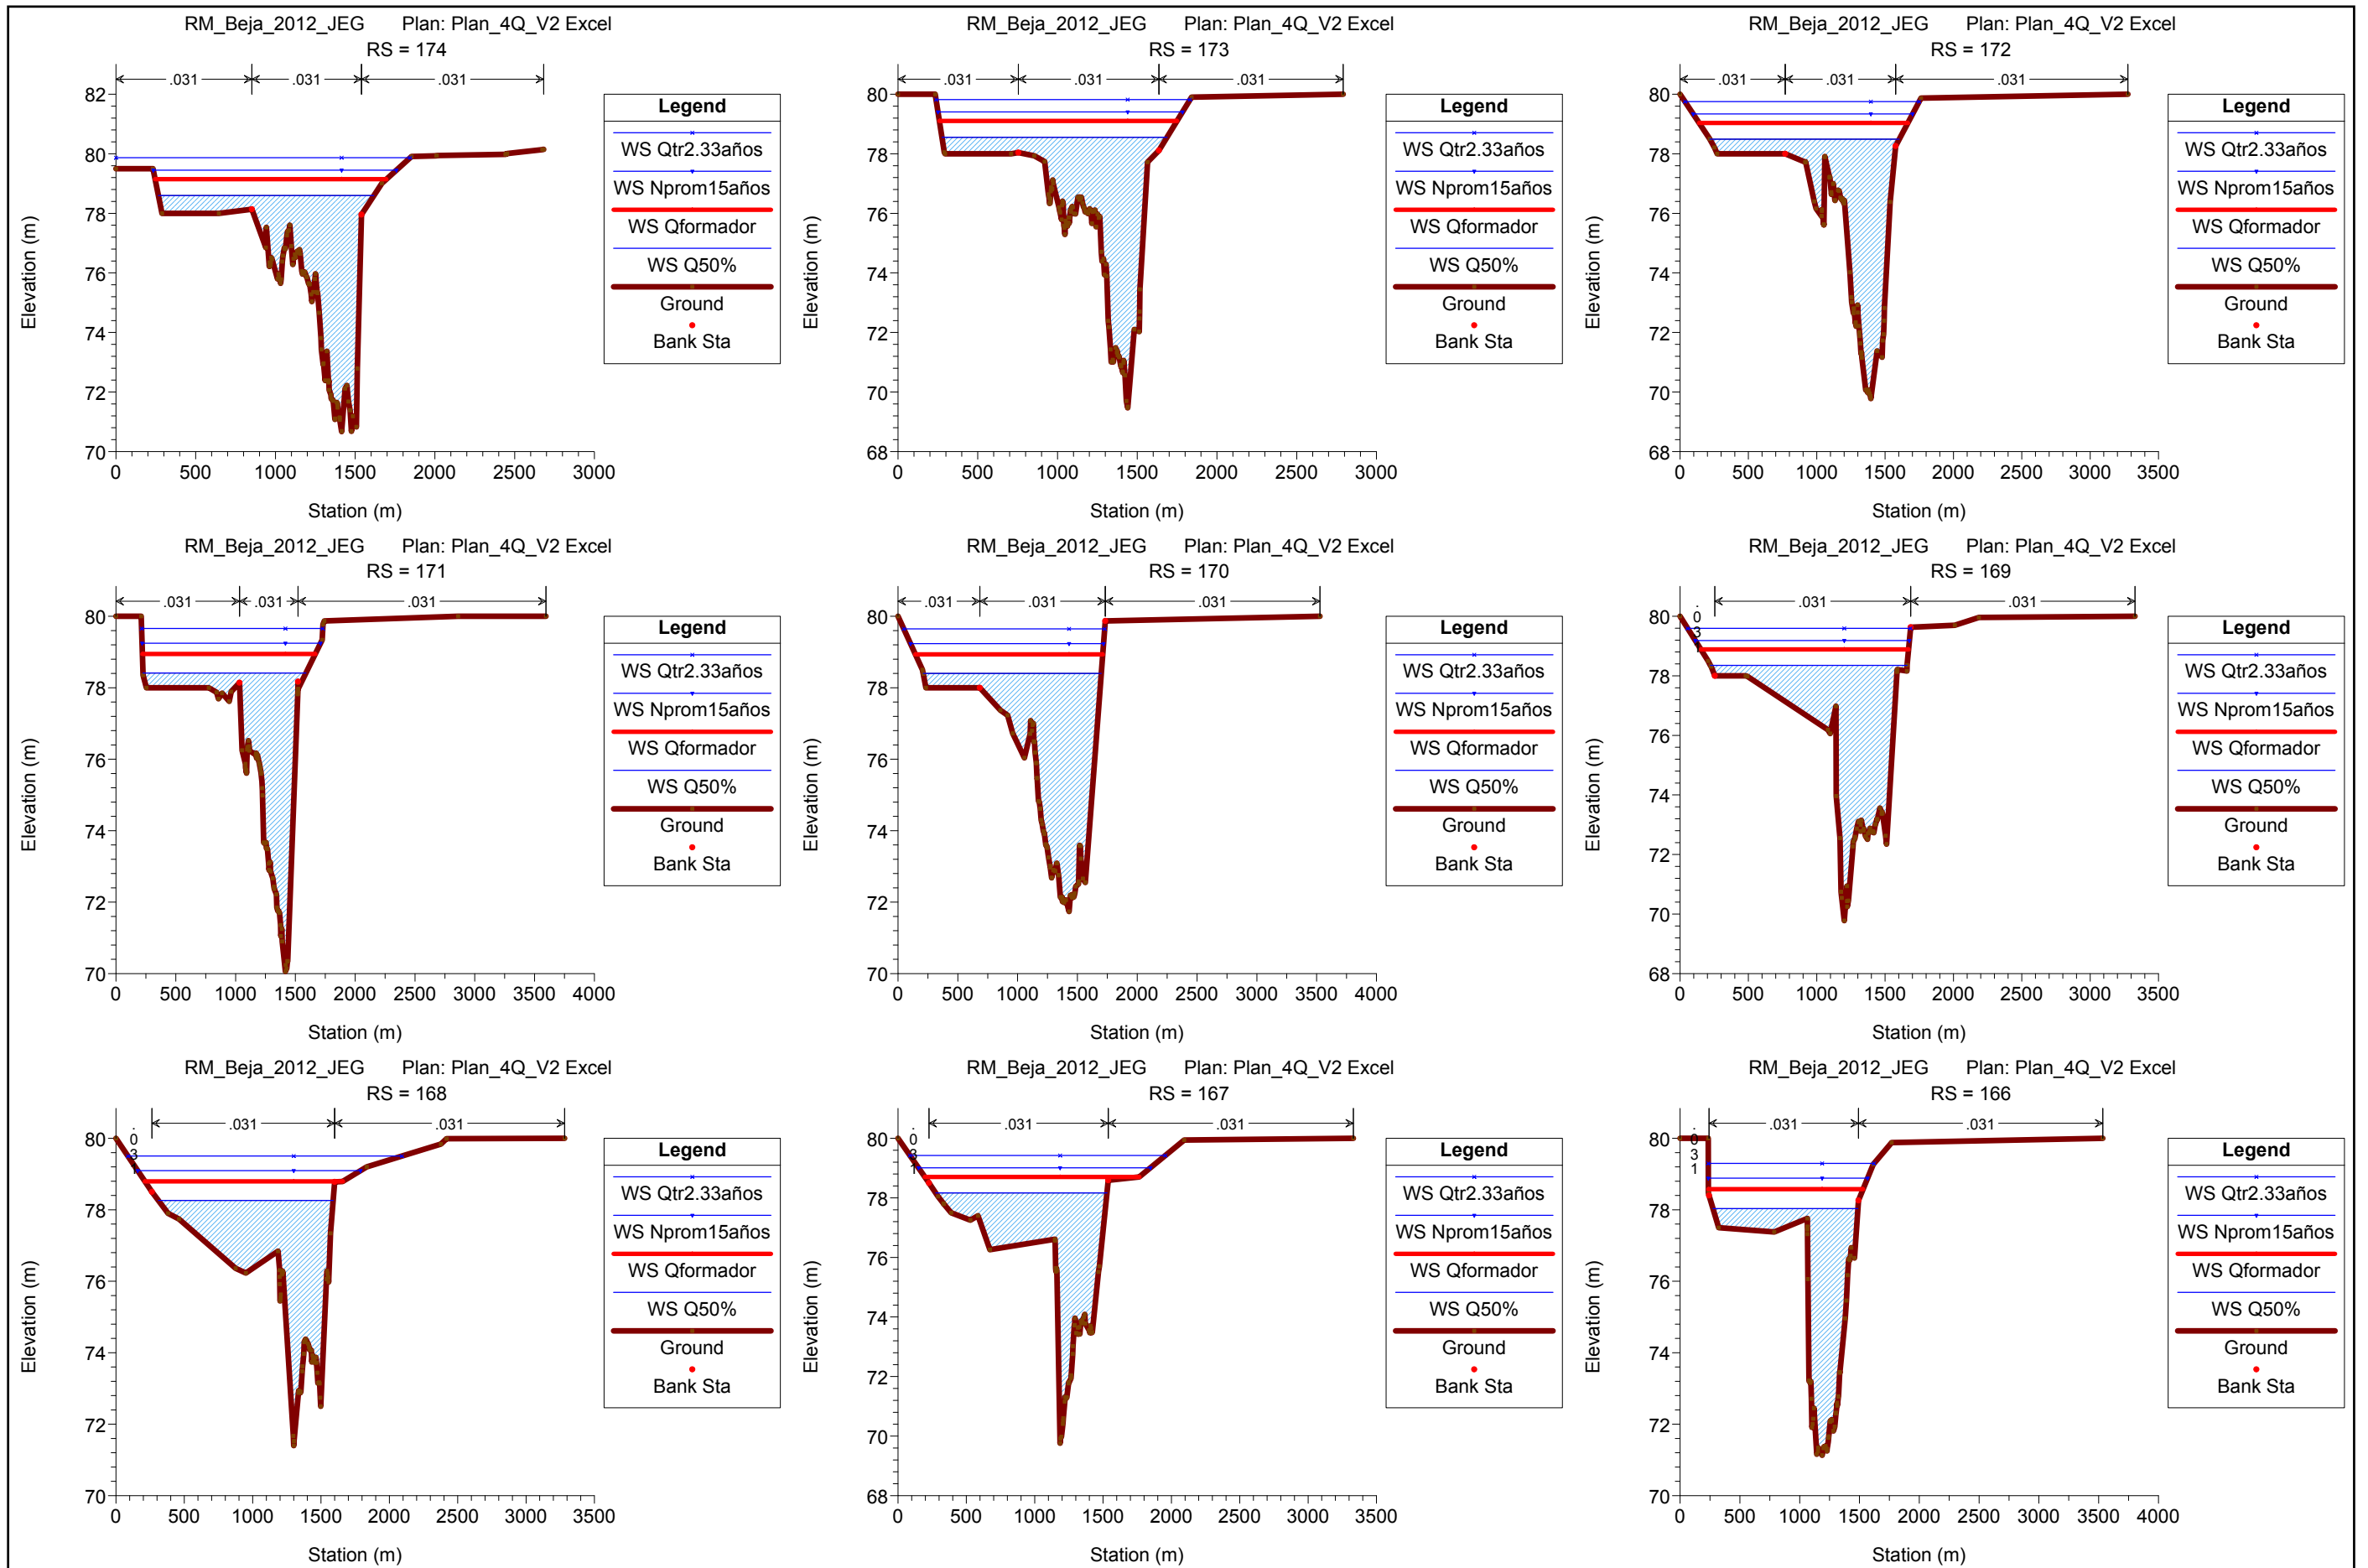 RM_Beja_2012_JEG Plan: Plan_4Q_V2 Excel
RS = 174
.031 .031 .031
82
80
78
76
74
72
70
0 500 1000 1500 2000 2500 3000
Elevation (m)
Station (m)
Legend
WS Qtr2.33años
WS Nprom15años
WS Qformador
WS Q50%
Ground
Bank Sta
RM_Beja_2012_JEG Plan: Plan_4Q_V2 Excel
RS = 173
.031 .031 .031
80
78
76
74
72
70
68
0 500 1000 1500 2000 2500 3000
Elevation (m)
Station (m)
Legend
WS Qtr2.33años
WS Nprom15años
WS Qformador
WS Q50%
Ground
Bank Sta
RM_Beja_2012_JEG Plan: Plan_4Q_V2 Excel
RS = 172
.031 .031 .031
80
78
76
74
72
70
68
0 500 1000 1500 2000 2500 3000 3500
Elevation (m)
Station (m)
Legend
WS Qtr2.33años
WS Nprom15años
WS Qformador
WS Q50%
Ground
Bank Sta
RM_Beja_2012_JEG Plan: Plan_4Q_V2 Excel
RS = 171
.031 .031 .031
80
78
76
74
72
70
0 500 1000 1500 2000 2500 3000 3500 4000
Elevation (m)
Station (m)
Legend
WS Qtr2.33años
WS Nprom15años
WS Qformador
WS Q50%
Ground
Bank Sta
RM_Beja_2012_JEG Plan: Plan_4Q_V2 Excel
RS = 170
.031 .031 .031
80
78
76
74
72
70
0 500 1000 1500 2000 2500 3000 3500 4000
Elevation (m)
Station (m)
Legend
WS Qtr2.33años
WS Nprom15años
WS Qformador
WS Q50%
Ground
Bank Sta
RM_Beja_2012_JEG Plan: Plan_4Q_V2 Excel
RS = 169
.031 .031 .031
80
78
76
74
72
70
68
0 500 1000 1500 2000 2500 3000 3500
Elevation (m)
Station (m)
Legend
WS Qtr2.33años
WS Nprom15años
WS Qformador
WS Q50%
Ground
Bank Sta
RM_Beja_2012_JEG Plan: Plan_4Q_V2 Excel
RS = 168
.031 .031 .031
80
78
76
74
72
70
0 500 1000 1500 2000 2500 3000 3500
Elevation (m)
Station (m)
Legend
WS Qtr2.33años
WS Nprom15años
WS Qformador
WS Q50%
Ground
Bank Sta
RM_Beja_2012_JEG Plan: Plan_4Q_V2 Excel
RS = 167
.031 .031 .031
80
78
76
74
72
70
68
0 500 1000 1500 2000 2500 3000 3500
Elevation (m)
Station (m)
Legend
WS Qtr2.33años
WS Nprom15años
WS Qformador
WS Q50%
Ground
Bank Sta
RM_Beja_2012_JEG Plan: Plan_4Q_V2 Excel
RS = 166
.031 .031 .031
80
78
76
74
72
70
0 500 1000 1500 2000 2500 3000 3500 4000
Elevation (m)
Station (m)
Legend
WS Qtr2.33años
WS Nprom15años
WS Qformador
WS Q50%
Ground
Bank Sta